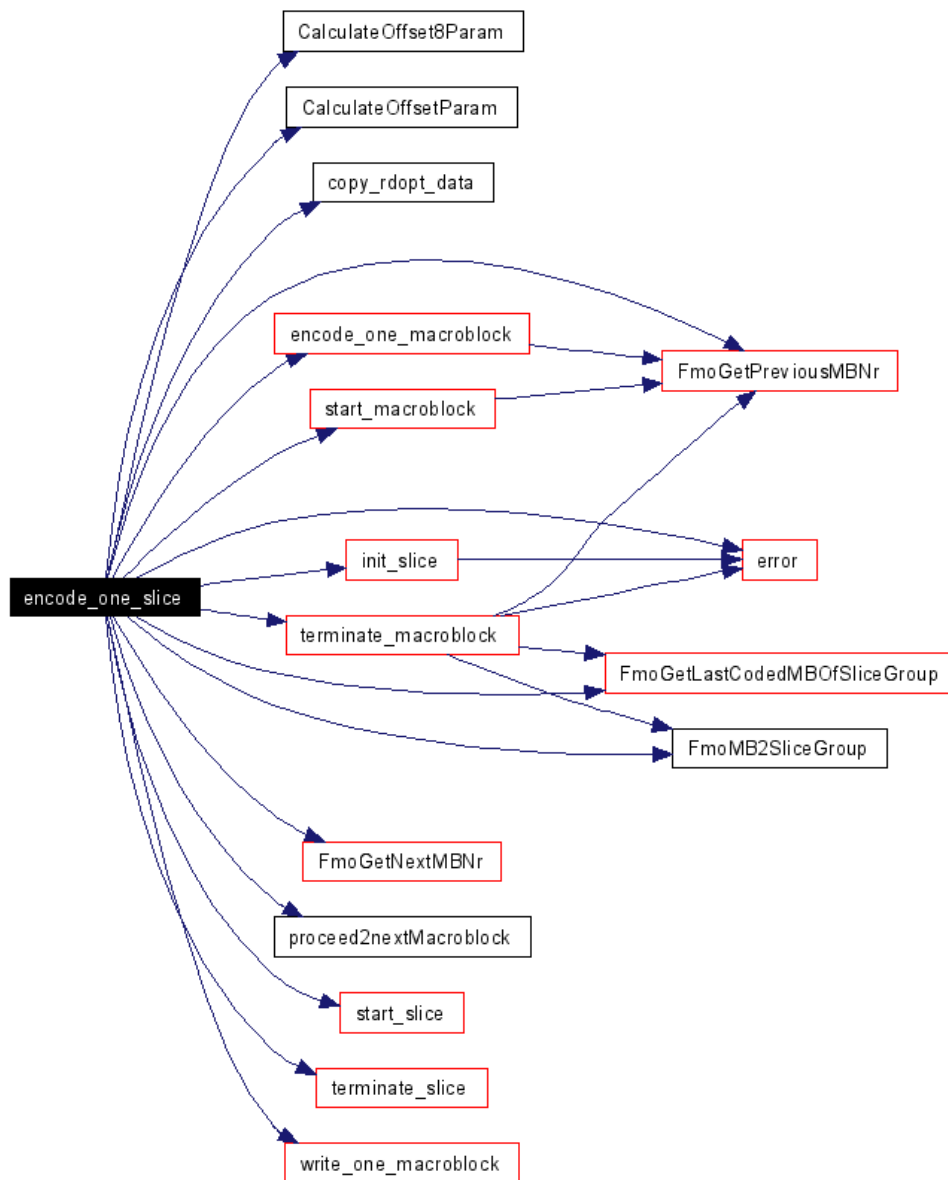 CalculateOffset8Param
CalculateOffsetParam
copy_rdopt_data
encode_one_macroblock
FmoGetPreviousMBNr
start_macroblock
init_slice
error
encode_one_slice
terminate_macroblock
FmoGetLastCodedMBOfSliceGroup
FmoMB2SliceGroup
FmoGetNextMBNr
proceed2nextMacroblock
start_slice
terminate_slice
write_one_macroblock